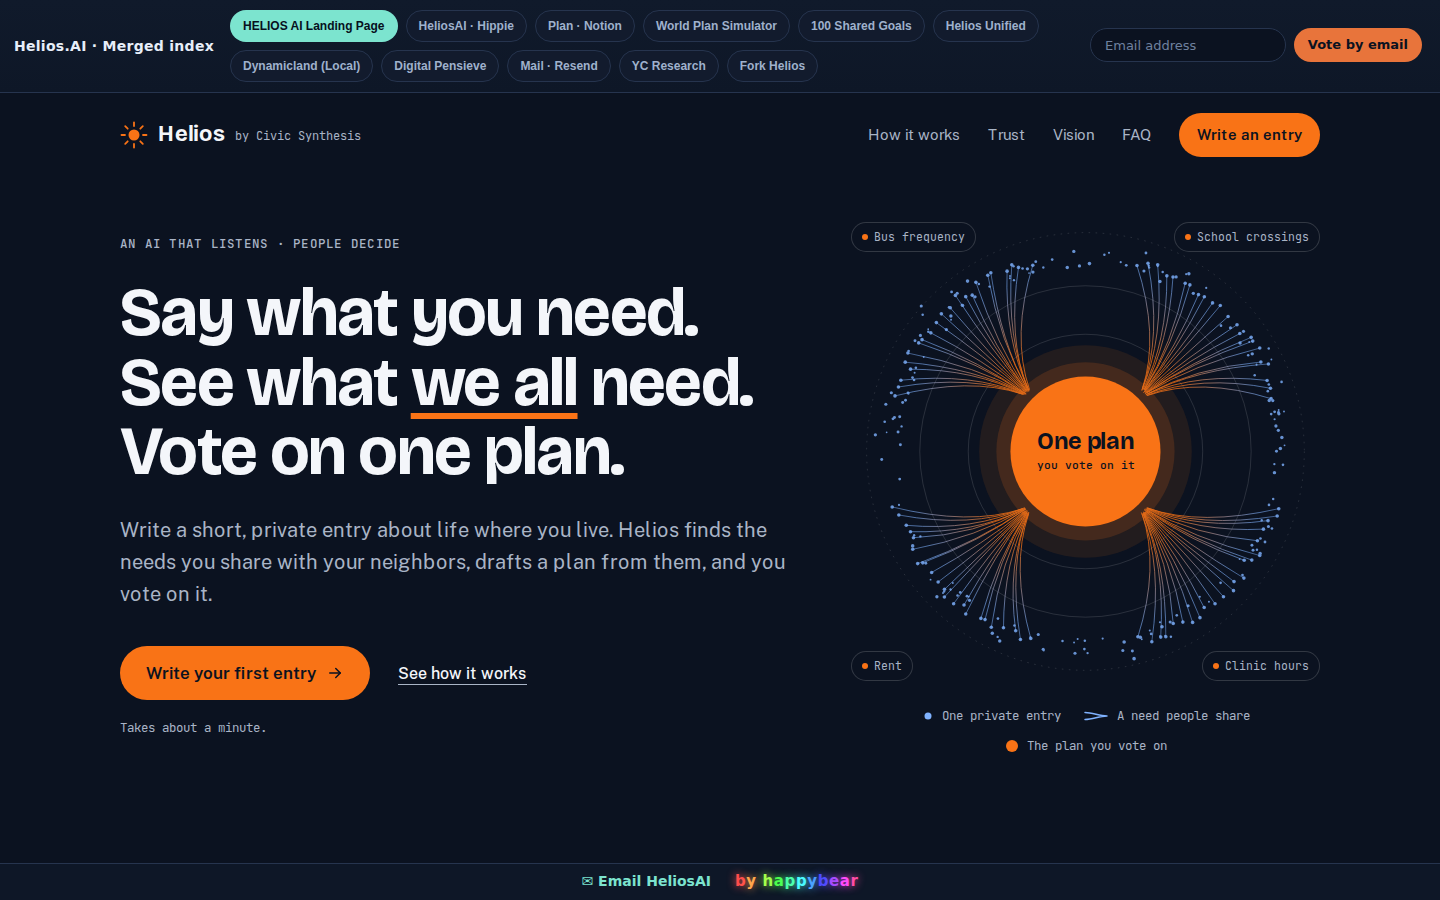 Helios.AI · Merged index
HELIOS AI Landing Page
HeliosAI · Hippie
Plan · Notion
World Plan Simulator
100 Shared Goals
Helios Unified
Dynamicland (Local)
Digital Pensieve
Mail · Resend
YC Research
Fork Helios
Email address
Vote by email
Helios by Civic Synthesis
How it works
Trust
Vision
FAQ
Write an entry
AN AI THAT LISTENS · PEOPLE DECIDE
Say what you need.
See what we all need.
Vote on one plan.
Write a short, private entry about life where you live. Helios finds the
needs you share with your neighbors, drafts a plan from them, and you
vote on it.
Write your first entry →
See how it works
Takes about a minute.
Bus frequency
School crossings
One plan
you vote on it
Rent
Clinic hours
One private entry
A need people share
The plan you vote on
✉ Email HeliosAI
by happybear